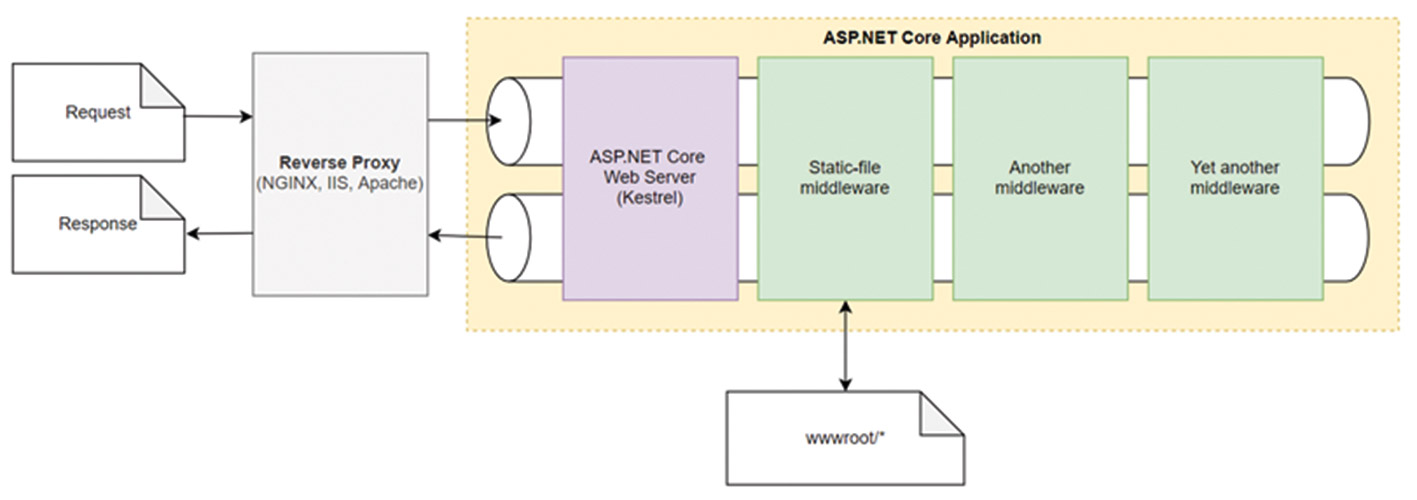 ASP.NET Core Application
Request
Response
Reverse Proxy
(NGINX, IIS, Apache)
ASP.NET Core
Web Server
(Kestrel)
Static-file
middleware
Another
middleware
Yet another
middleware
wwwroot/*